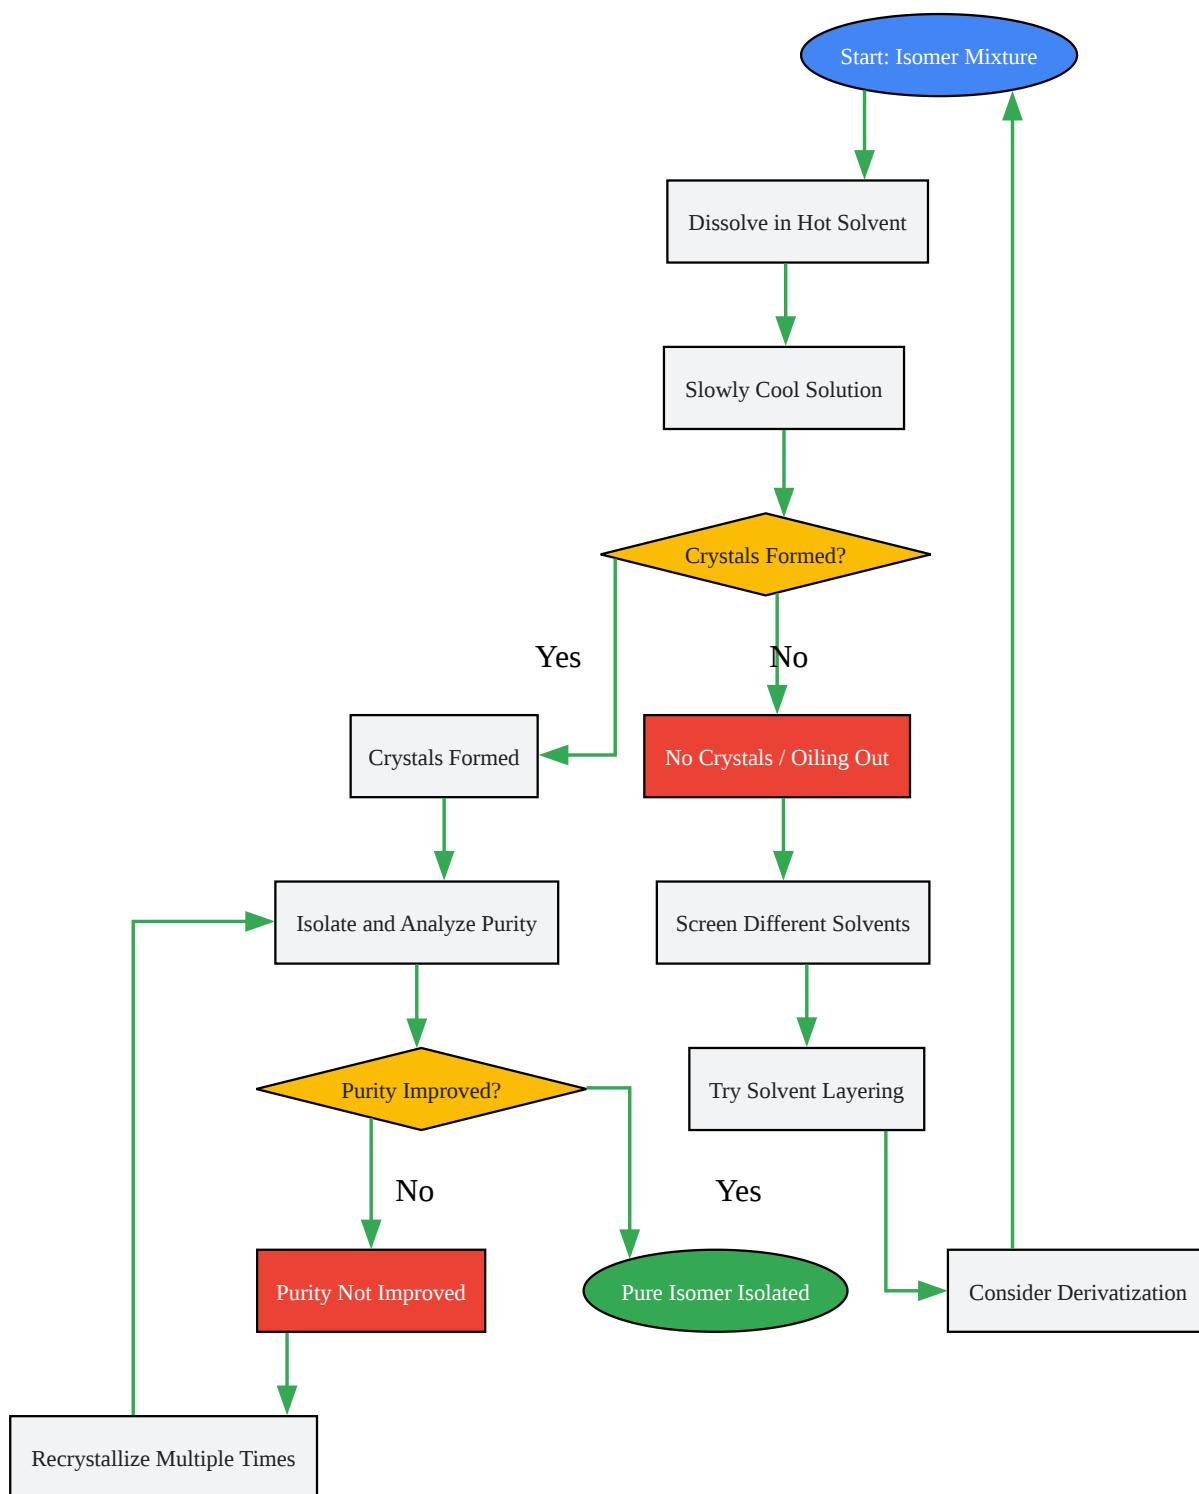 Start: Isomer Mixture
Dissolve in Hot Solvent
Slowly Cool Solution
Crystals Formed?
Yes
No
Crystals Formed
No Crystals / Oiling Out
Isolate and Analyze Purity
Screen Different Solvents
Purity Improved?
Try Solvent Layering
No
Yes
Purity Not Improved
Pure Isomer Isolated
Consider Derivatization
Recrystallize Multiple Times